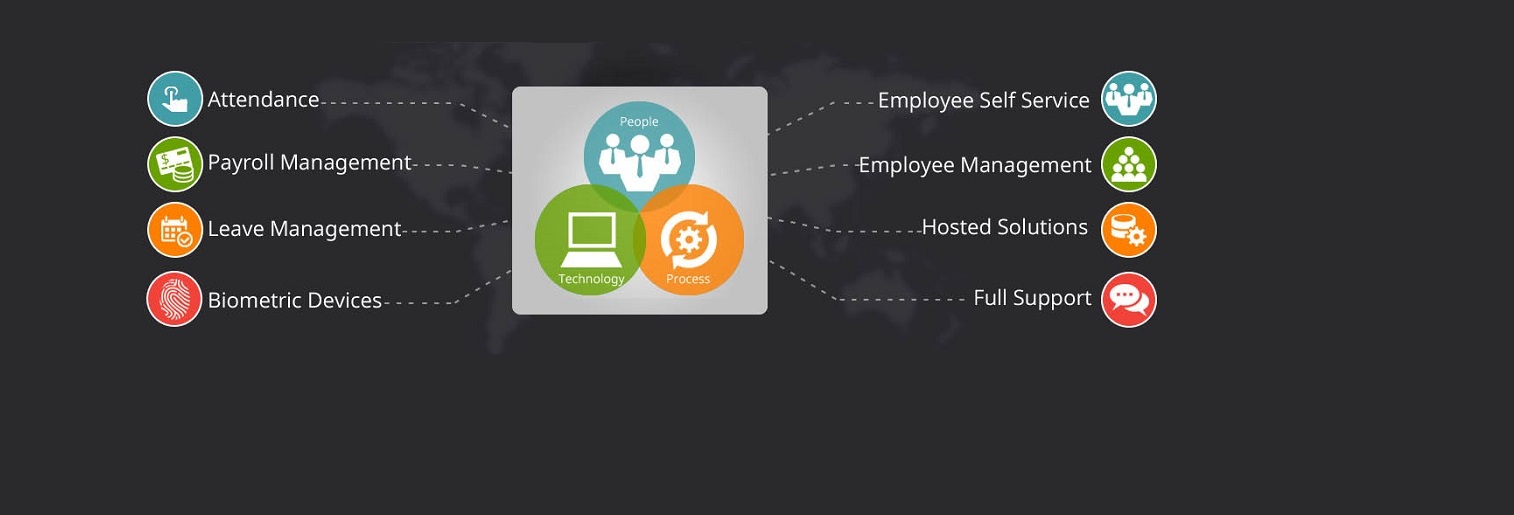 Attendance
Payroll Management
Leave Management
Biometric Devices
People
Technology
Process
Employee Self Service
Employee Management
Hosted Solutions
Full Support